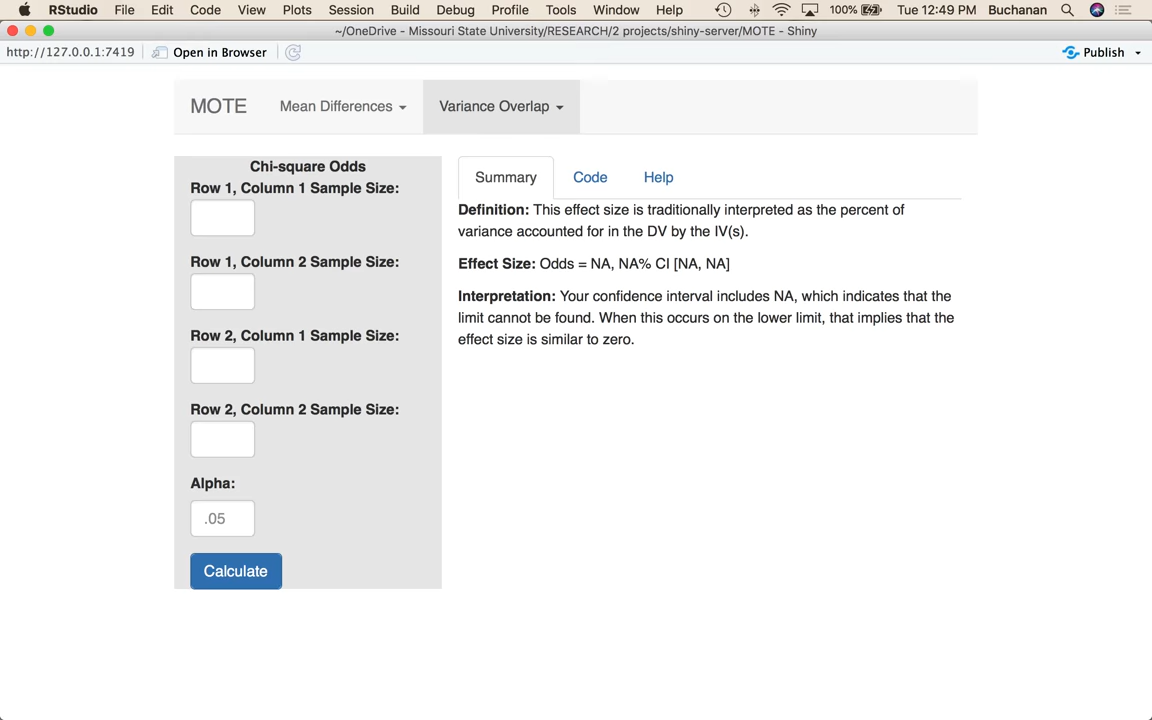 RStudio File Edit Code View Plots Session Build Debug Profile Tools Window Help 100% Tue 12:49 PM Buchanan
~/OneDrive - Missouri State University/RESEARCH/2 projects/shiny-server/MOTE - Shiny
http://127.0.0.1:7419 Open in Browser Publish
MOTE Mean Differences Variance Overlap
Chi-square Odds
Row 1, Column 1 Sample Size:
Row 1, Column 2 Sample Size:
Row 2, Column 1 Sample Size:
Row 2, Column 2 Sample Size:
Alpha:
.05
Calculate
Summary Code Help
Definition: This effect size is traditionally interpreted as the percent of
variance accounted for in the DV by the IV(s).
Effect Size: Odds = NA, NA% CI [NA, NA]
Interpretation: Your confidence interval includes NA, which indicates that the
limit cannot be found. When this occurs on the lower limit, that implies that the
effect size is similar to zero.